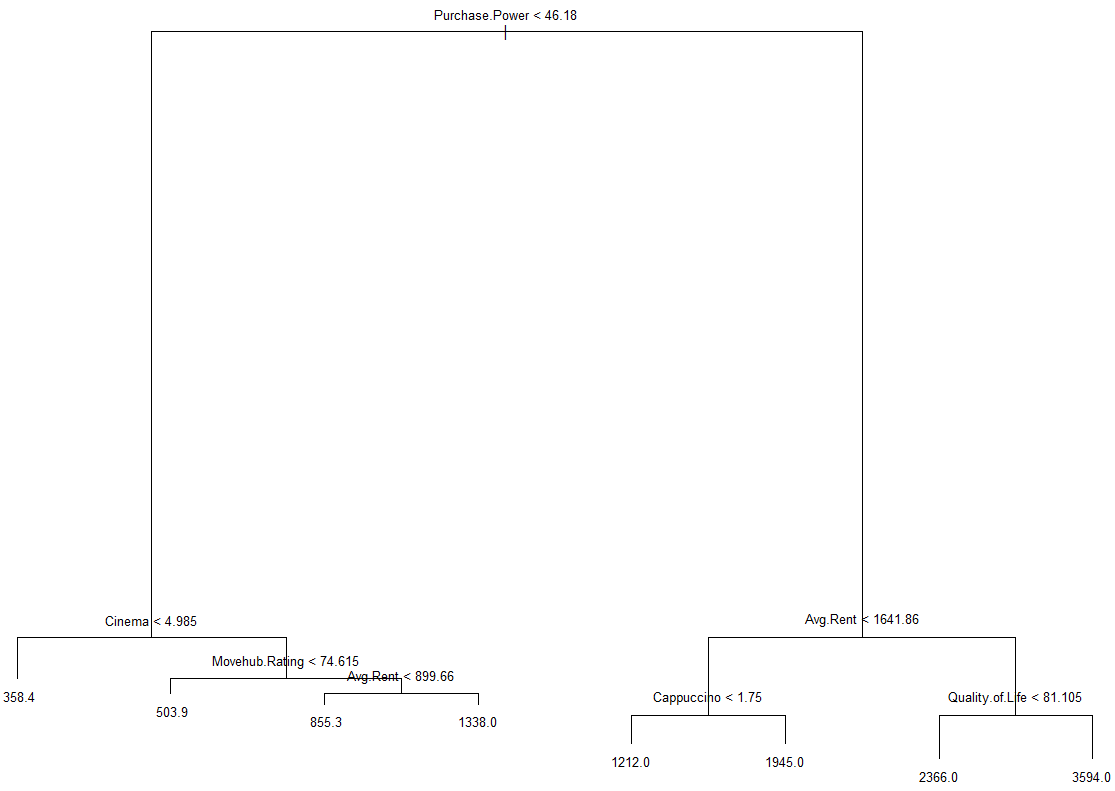 Purchase.Power < 46.18
Cinema < 4.985
Avg.Rent < 1641.86
Movehub.Rating < 74.615
Avg.Rent < 899.66
358.4
503.9
855.3
1338.0
Cappuccino < 1.75
Quality.of.Life < 81.105
1212.0
1945.0
2366.0
3594.0